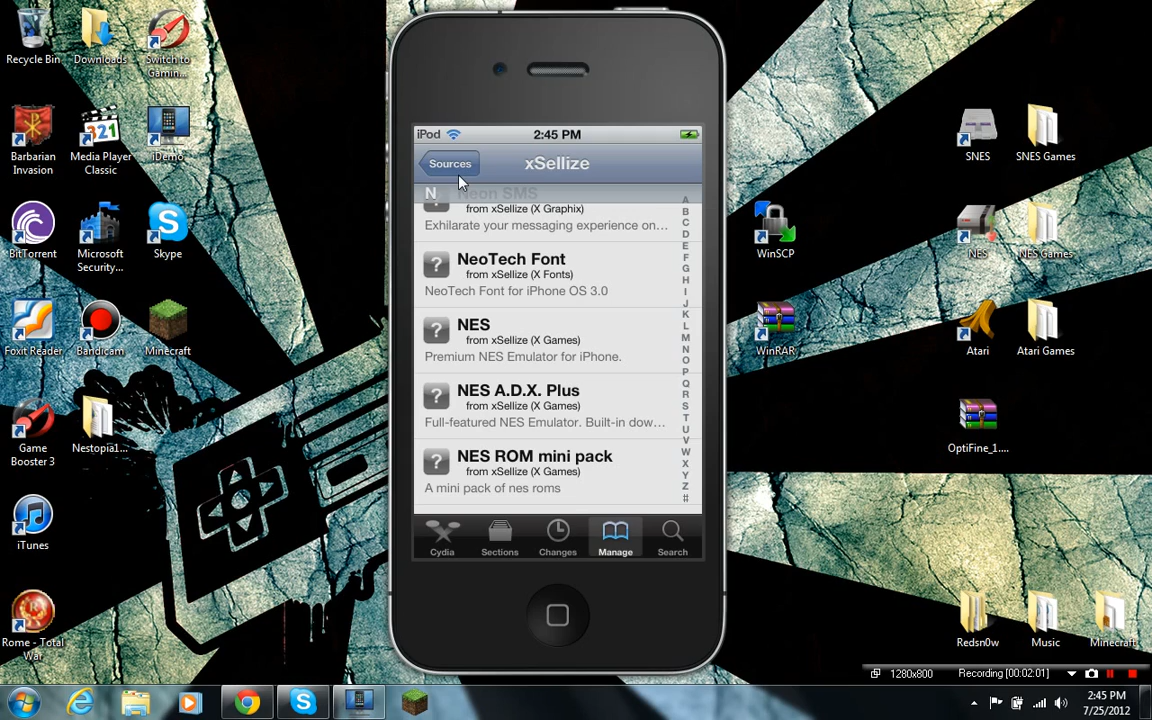 Recycle Bin
Downloads
Switch to
Gamin...
Barbarian
Invasion
Media Player
Classic
iDemo
BitTorrent
Microsoft
Security...
Skype
Foxit Reader
Bandicam
Minecraft
Game
Booster 3
Nestopia1...
iTunes
Rome - Total
War
iPod
2:45 PM
Sources
xSellize
N
Neon SMS
from xSellize (X Graphix)
Exhilarate your messaging experience on...
NeoTech Font
from xSellize (X Fonts)
NeoTech Font for iPhone OS 3.0
NES
from xSellize (X Games)
Premium NES Emulator for iPhone.
NES A.D.X. Plus
from xSellize (X Games)
Full-featured NES Emulator. Built-in dow...
NES ROM mini pack
from xSellize (X Games)
A mini pack of nes roms
A
B
C
D
E
F
G
H
I
J
K
L
M
N
O
P
Q
R
S
T
U
V
W
X
Y
Z
#
Cydia
Sections
Changes
Manage
Search
SNES
SNES Games
WinSCP
NES
NES Games
WinRAR
Atari
Atari Games
OptiFine_1....
Redsn0w
Music
Minecraft
1280x800
Recording [00:02:01]
2:45 PM
7/25/2012